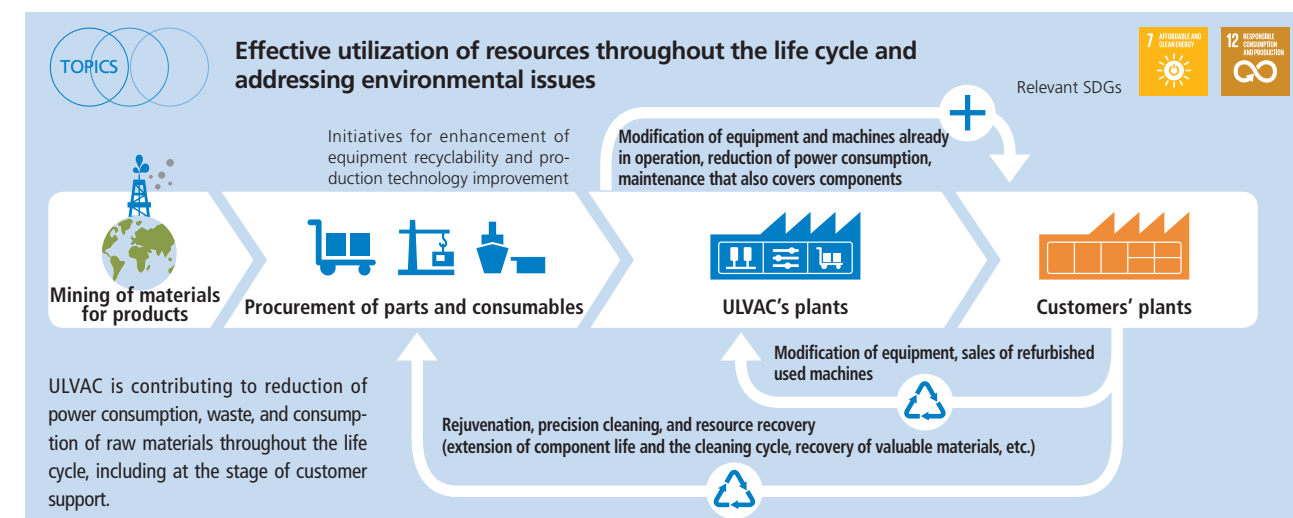 TOPICS
Effective utilization of resources throughout the life cycle and
addressing environmental issues
Relevant SDGs
7 AFFORDABLE AND
CLEAN ENERGY
12 RESPONSIBLE
CONSUMPTION
AND PRODUCTION
Initiatives for enhancement of
equipment recyclability and pro-
duction technology improvement
Modification of equipment and machines already
in operation, reduction of power consumption,
maintenance that also covers components
Mining of materials
for products
Procurement of parts and consumables
ULVAC's plants
Customers' plants
Modification of equipment, sales of refurbished
used machines
Rejuvenation, precision cleaning, and resource recovery
(extension of component life and the cleaning cycle, recovery of valuable materials, etc.)
ULVAC is contributing to reduction of
power consumption, waste, and consump-
tion of raw materials throughout the life
cycle, including at the stage of customer
support.